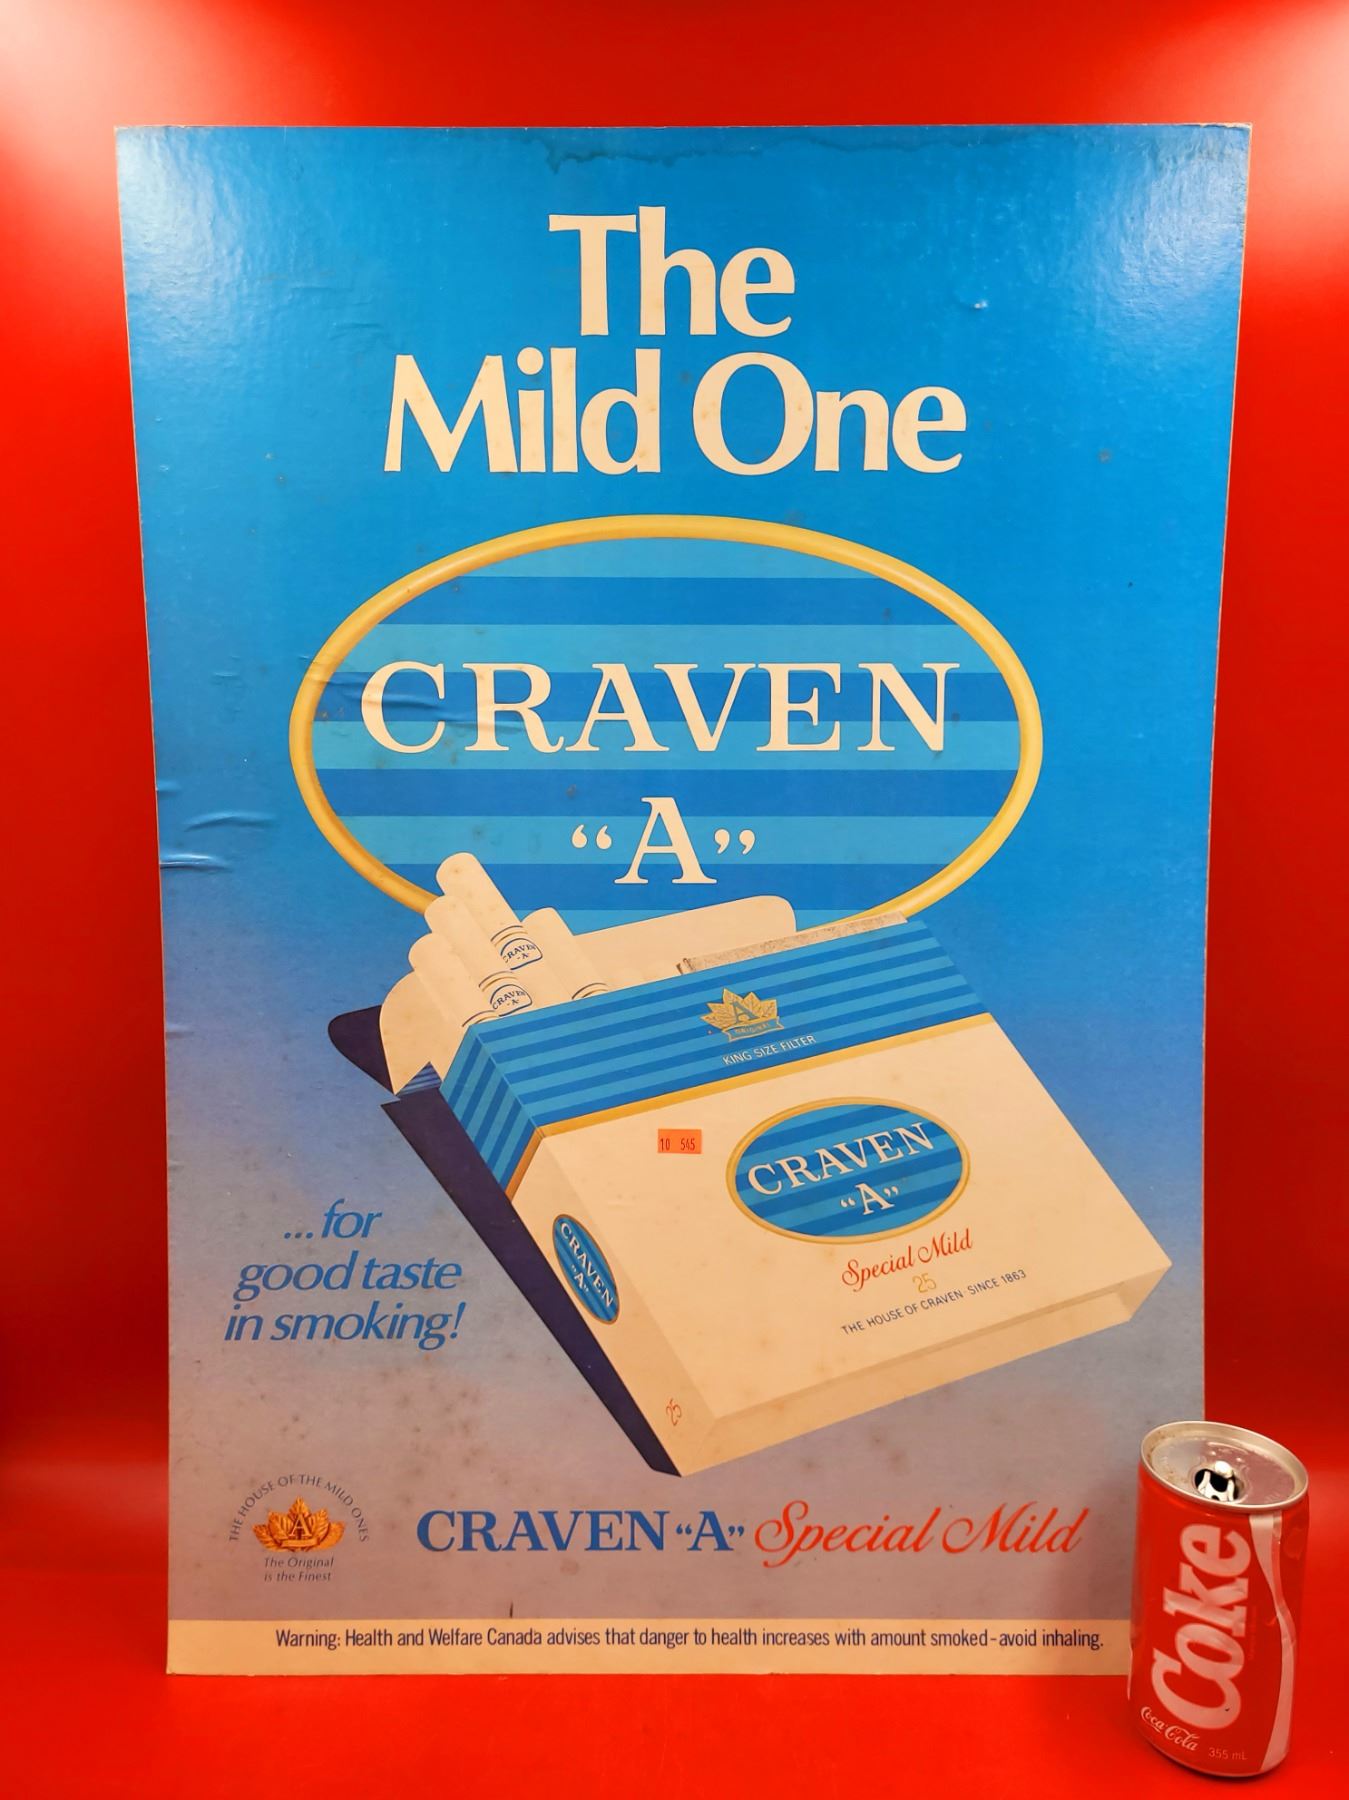 The
Mild One
CRAVEN
“A”
CRAVEN
“A”
CRAVEN
“A”
A
ORIGINAL
KING SIZE FILTER
10 545
CRAVEN
“A”
Special Mild
25
THE HOUSE OF CRAVEN · SINCE 1863
CRAVEN
“A”
25
...for
good taste
in smoking!
THE HOUSE OF THE MILD ONES
A
The Original
is the Finest
CRAVEN “A” Special Mild
Warning: Health and Welfare Canada advises that danger to health increases with amount smoked – avoid inhaling.
Coke
Coca-Cola
355 mL